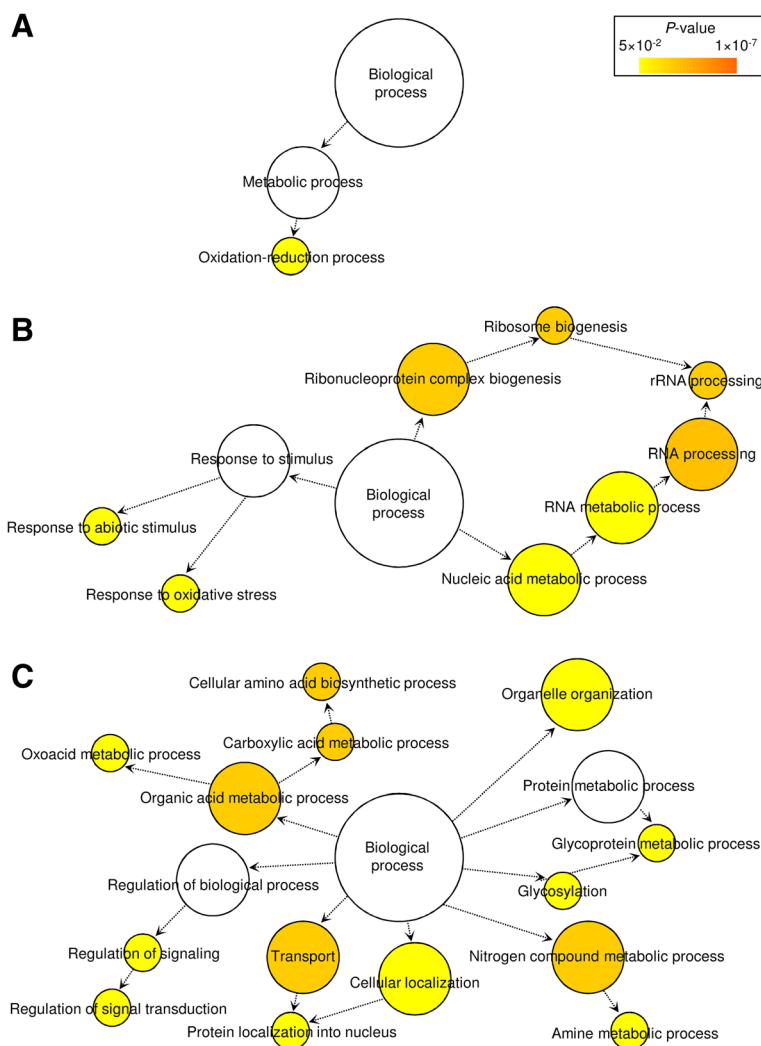 A
P-value
5×10⁻² 1×10⁻⁷
Biological
process
Metabolic process
Oxidation-reduction process
B
Ribosome biogenesis
Ribonucleoprotein complex biogenesis
rRNA processing
Response to stimulus
RNA processing
Biological
process
RNA metabolic process
Response to abiotic stimulus
Nucleic acid metabolic process
Response to oxidative stress
C
Cellular amino acid biosynthetic process
Organelle organization
Carboxylic acid metabolic process
Oxoacid metabolic process
Protein metabolic process
Organic acid metabolic process
Biological
process
Glycoprotein metabolic process
Regulation of biological process
Glycosylation
Regulation of signaling
Transport
Nitrogen compound metabolic process
Cellular localization
Regulation of signal transduction
Protein localization into nucleus
Amine metabolic process